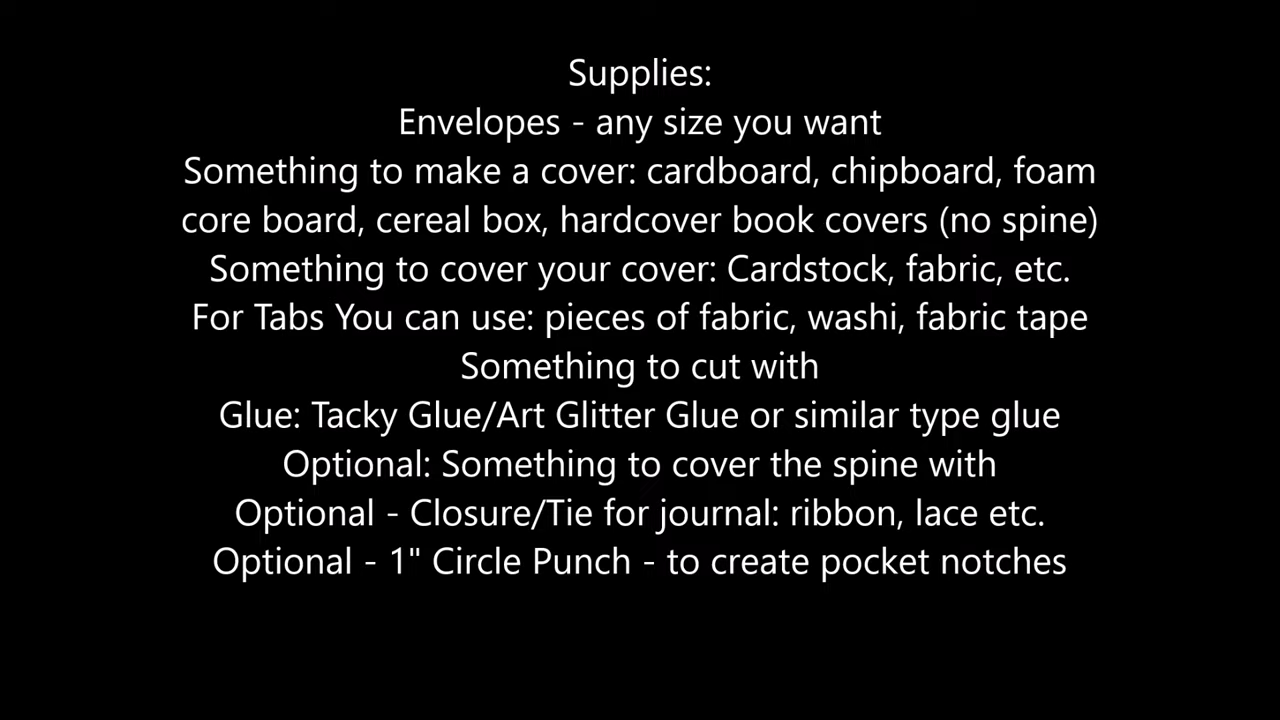 Supplies:
Envelopes - any size you want
Something to make a cover: cardboard, chipboard, foam
core board, cereal box, hardcover book covers (no spine)
Something to cover your cover: Cardstock, fabric, etc.
For Tabs You can use: pieces of fabric, washi, fabric tape
Something to cut with
Glue: Tacky Glue/Art Glitter Glue or similar type glue
Optional: Something to cover the spine with
Optional - Closure/Tie for journal: ribbon, lace etc.
Optional - 1" Circle Punch - to create pocket notches